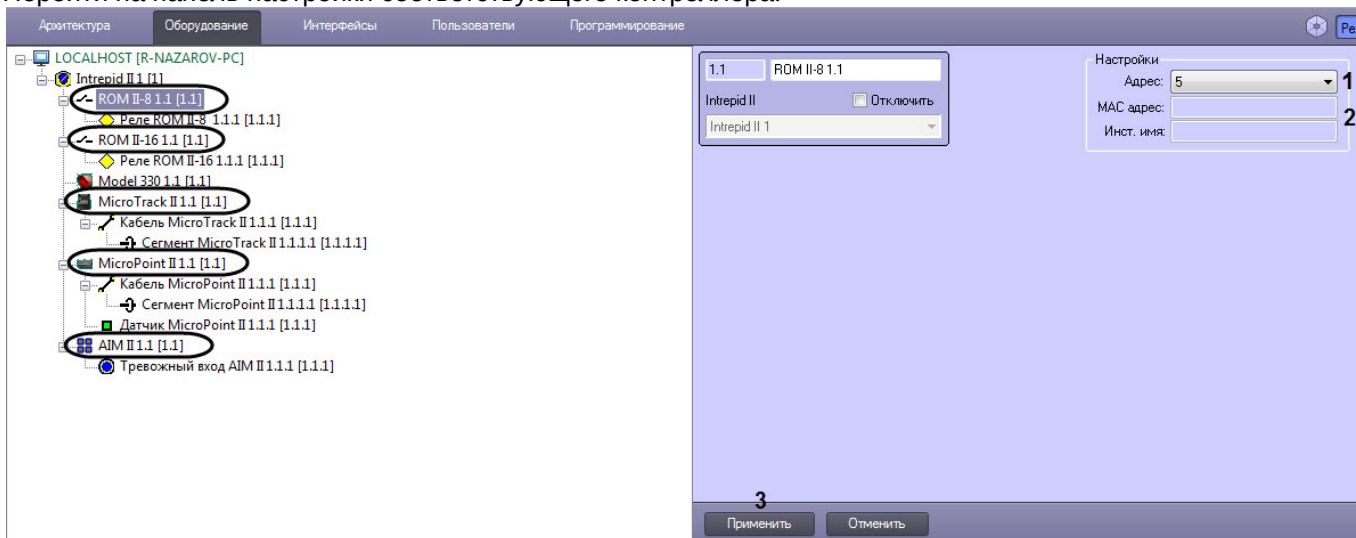 Перейти на панель настройки соответствующего контроллера.
Архитектура Оборудование Интерфейсы Пользователи Программирование
LOCALHOST [R-NAZAROV-PC]
Intrepid II 1 [1]
ROM II-8 1.1 [1.1]
Реле ROM II-8 1.1.1 [1.1.1]
ROM II-16 1.1 [1.1]
Реле ROM II-16 1.1.1 [1.1.1]
Model 330 1.1 [1.1]
MicroTrack II 1.1 [1.1]
Кабель MicroTrack II 1.1.1 [1.1.1]
Сегмент MicroTrack II 1.1.1.1 [1.1.1.1]
MicroPoint II 1.1 [1.1]
Кабель MicroPoint II 1.1.1 [1.1.1]
Сегмент MicroPoint II 1.1.1.1 [1.1.1.1]
Датчик MicroPoint II 1.1.1 [1.1.1]
AIM II 1.1 [1.1]
Тревожный вход AIM II 1.1.1 [1.1.1]
1.1 ROM II-8 1.1
Intrepid II Отключить
Intrepid II 1
Настройки
Адрес: 5 1
MAC адрес: 2
Инст. имя:
3
Применить Отменить